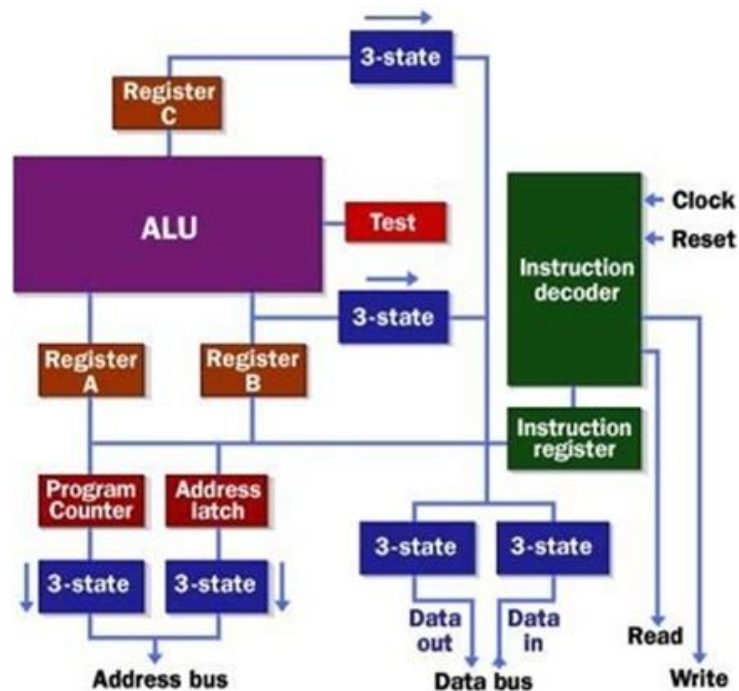 3-state
Register
C
ALU
Test
Clock
Reset
Instruction
decoder
3-state
Register
A
Register
B
Instruction
register
Program
Counter
Address
latch
3-state
3-state
3-state
3-state
Data
out
Data
in
Read
Address bus
Data bus
Write